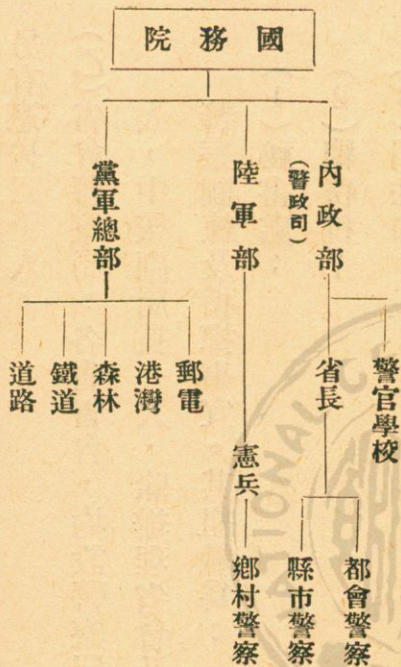 國務院
內政部
（警政司）
警官學校
省長
都會警察
縣市警察
陸軍部
憲兵
鄉村警察
黨軍總部
郵電
港灣
森林
鐵道
道路